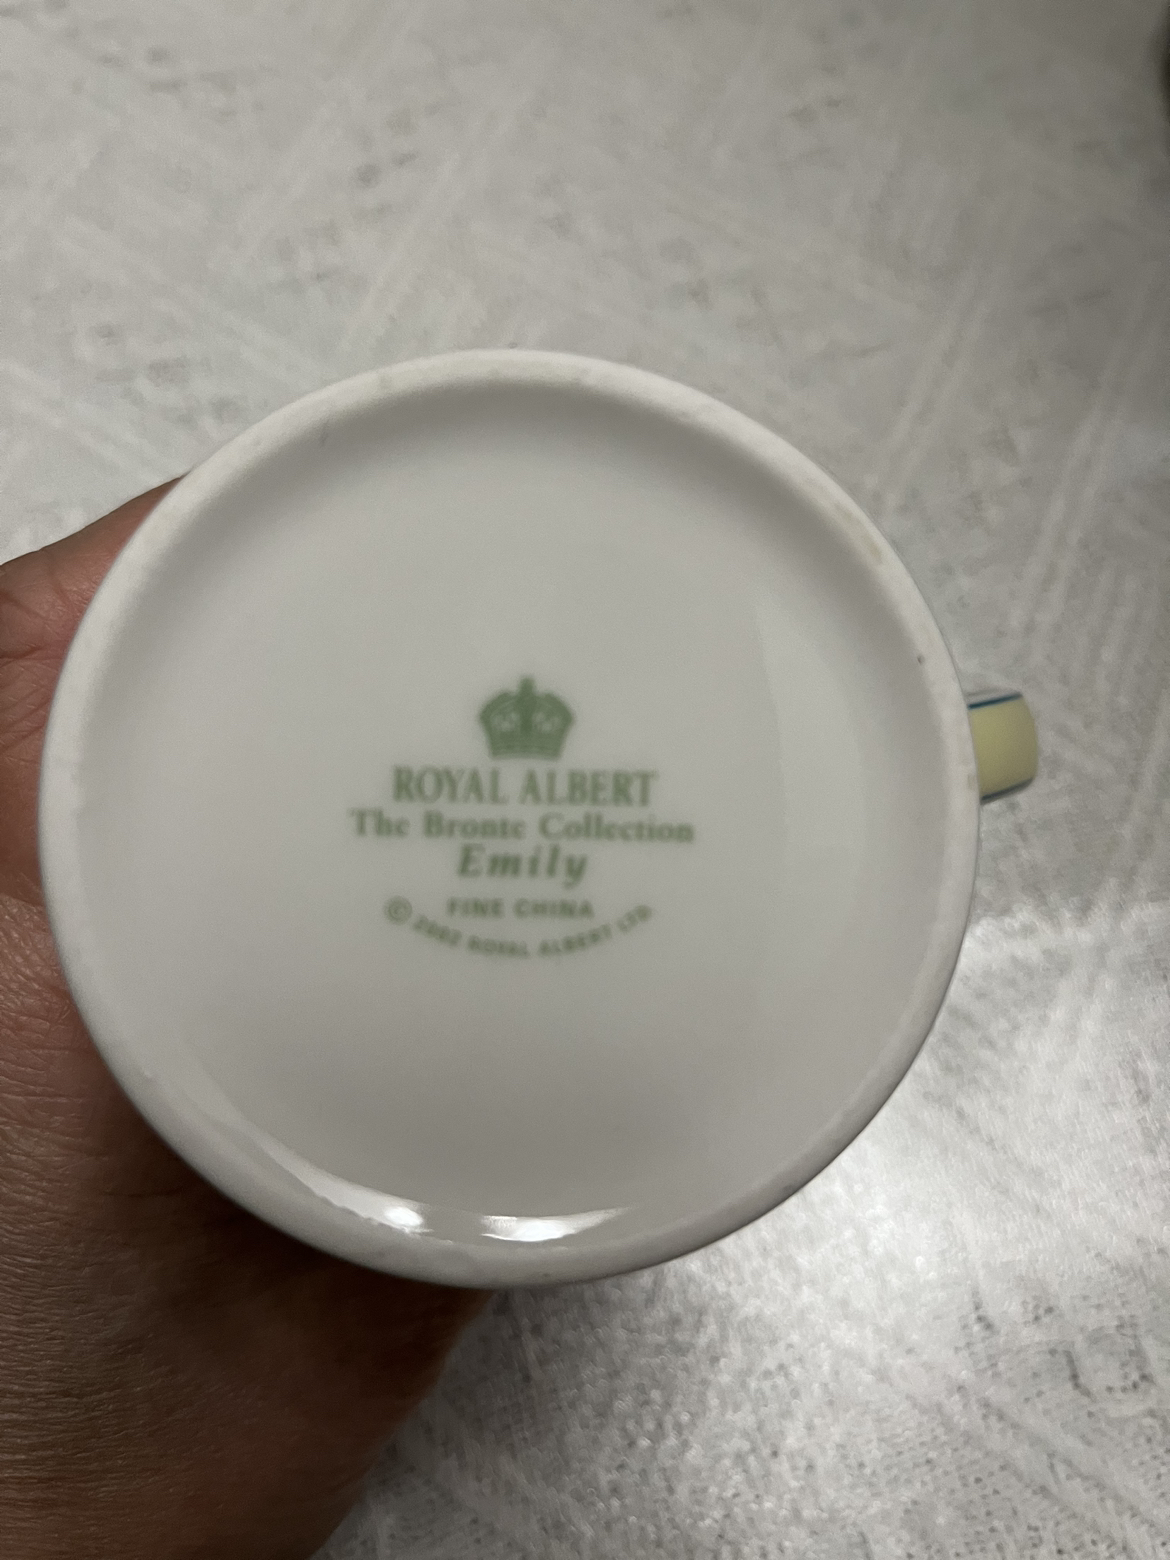 ROYAL ALBERT
The Bronte Collection
Emily
FINE CHINA
© 2002 ROYAL ALBERT LTD